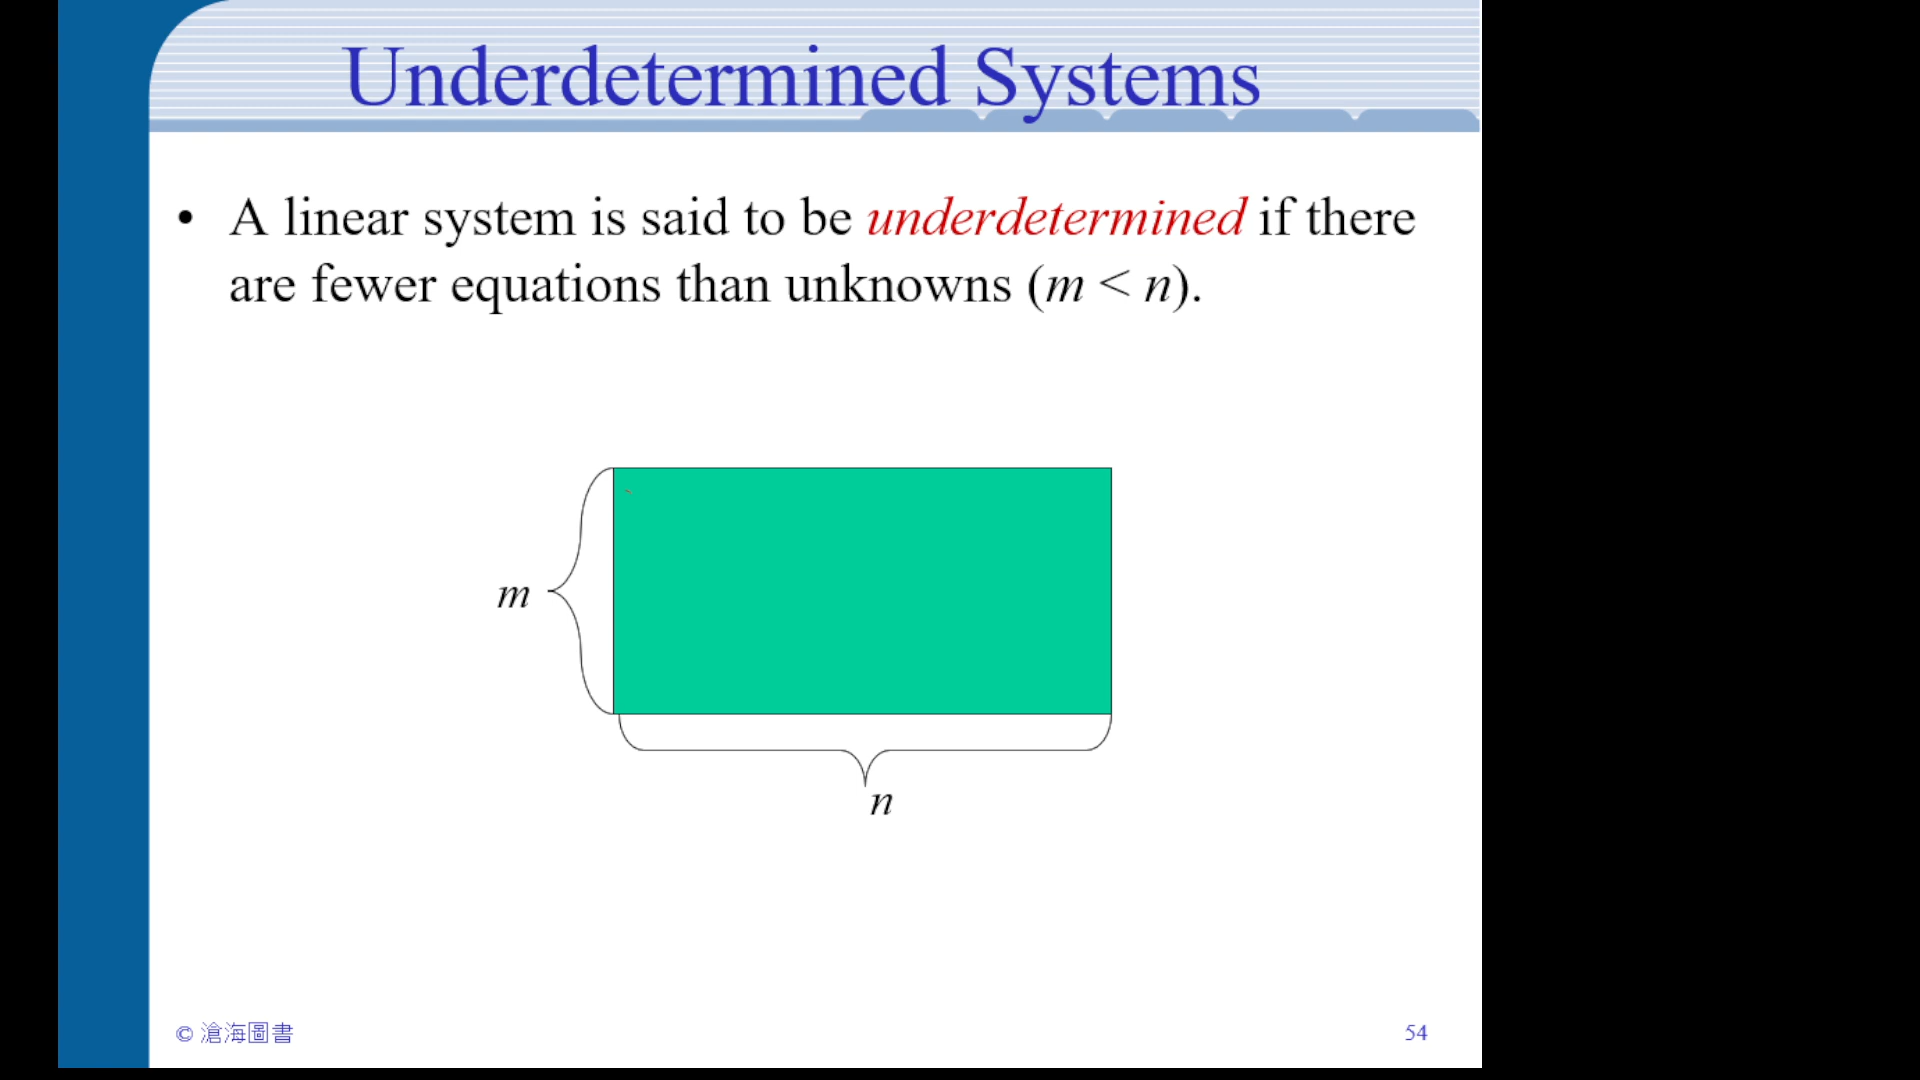 Underdetermined Systems
• A linear system is said to be underdetermined if there
are fewer equations than unknowns (m < n).
m
n
© 滄海圖書
54